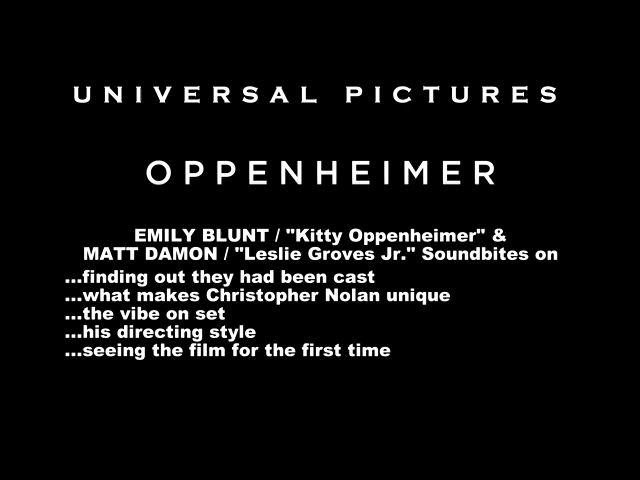 UNIVERSAL PICTURES
OPPENHEIMER
EMILY BLUNT / "Kitty Oppenheimer" &
MATT DAMON / "Leslie Groves Jr." Soundbites on
...finding out they had been cast
...what makes Christopher Nolan unique
...the vibe on set
...his directing style
...seeing the film for the first time